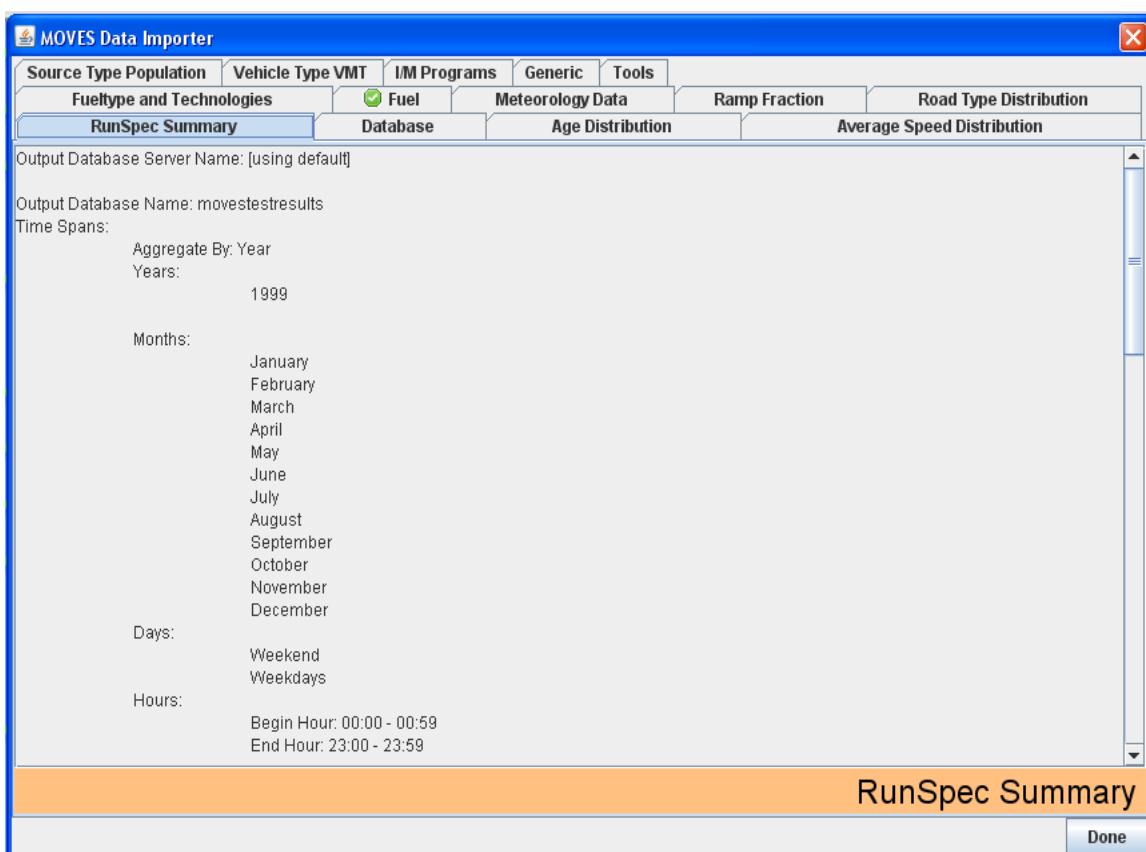 MOVES Data Importer
Source Type Population Vehicle Type VMT I/M Programs Generic Tools
Fueltype and Technologies Fuel Meteorology Data Ramp Fraction Road Type Distribution
RunSpec Summary Database Age Distribution Average Speed Distribution
Output Database Server Name: [using default]
Output Database Name: movestestresults
Time Spans:
Aggregate By: Year
Years:
1999
Months:
January
February
March
April
May
June
July
August
September
October
November
December
Days:
Weekend
Weekdays
Hours:
Begin Hour: 00:00 - 00:59
End Hour: 23:00 - 23:59
RunSpec Summary
Done